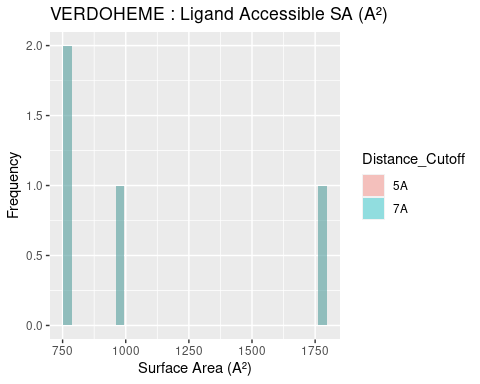 VERDOHEME : Ligand Accessible SA (A²)
2.0
1.5
1.0
0.5
0.0
Frequency
750
1000
1250
1500
1750
Surface Area (A²)
Distance_Cutoff
5A
7A